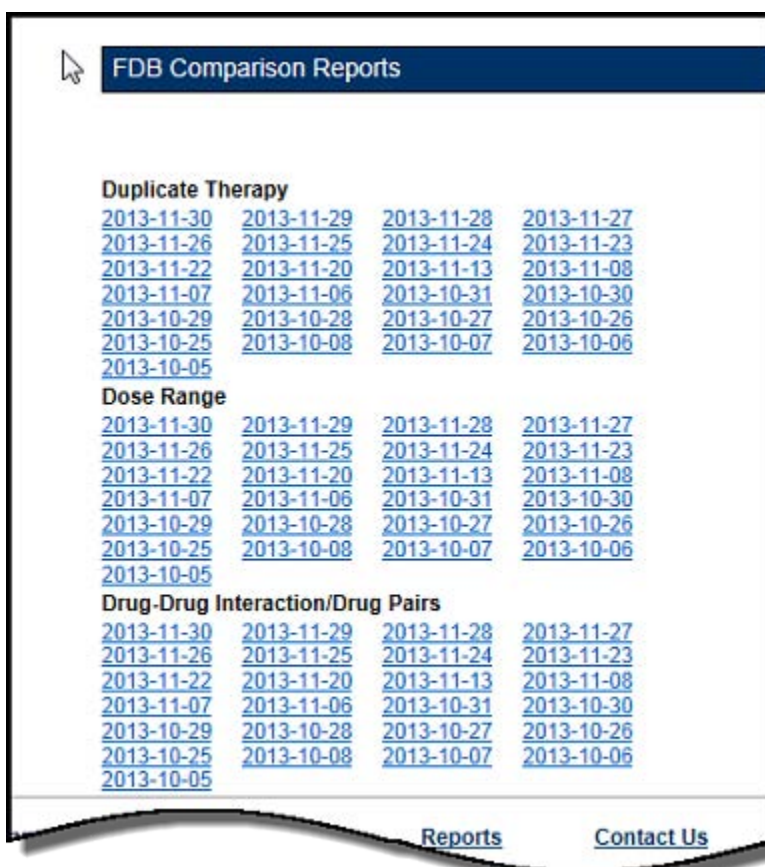 FDB Comparison Reports
Duplicate Therapy
2013-11-30 2013-11-29 2013-11-28 2013-11-27
2013-11-26 2013-11-25 2013-11-24 2013-11-23
2013-11-22 2013-11-20 2013-11-13 2013-11-08
2013-11-07 2013-11-06 2013-10-31 2013-10-30
2013-10-29 2013-10-28 2013-10-27 2013-10-26
2013-10-25 2013-10-08 2013-10-07 2013-10-06
2013-10-05
Dose Range
2013-11-30 2013-11-29 2013-11-28 2013-11-27
2013-11-26 2013-11-25 2013-11-24 2013-11-23
2013-11-22 2013-11-20 2013-11-13 2013-11-08
2013-11-07 2013-11-06 2013-10-31 2013-10-30
2013-10-29 2013-10-28 2013-10-27 2013-10-26
2013-10-25 2013-10-08 2013-10-07 2013-10-06
2013-10-05
Drug-Drug Interaction/Drug Pairs
2013-11-30 2013-11-29 2013-11-28 2013-11-27
2013-11-26 2013-11-25 2013-11-24 2013-11-23
2013-11-22 2013-11-20 2013-11-13 2013-11-08
2013-11-07 2013-11-06 2013-10-31 2013-10-30
2013-10-29 2013-10-28 2013-10-27 2013-10-26
2013-10-25 2013-10-08 2013-10-07 2013-10-06
2013-10-05
Reports Contact Us